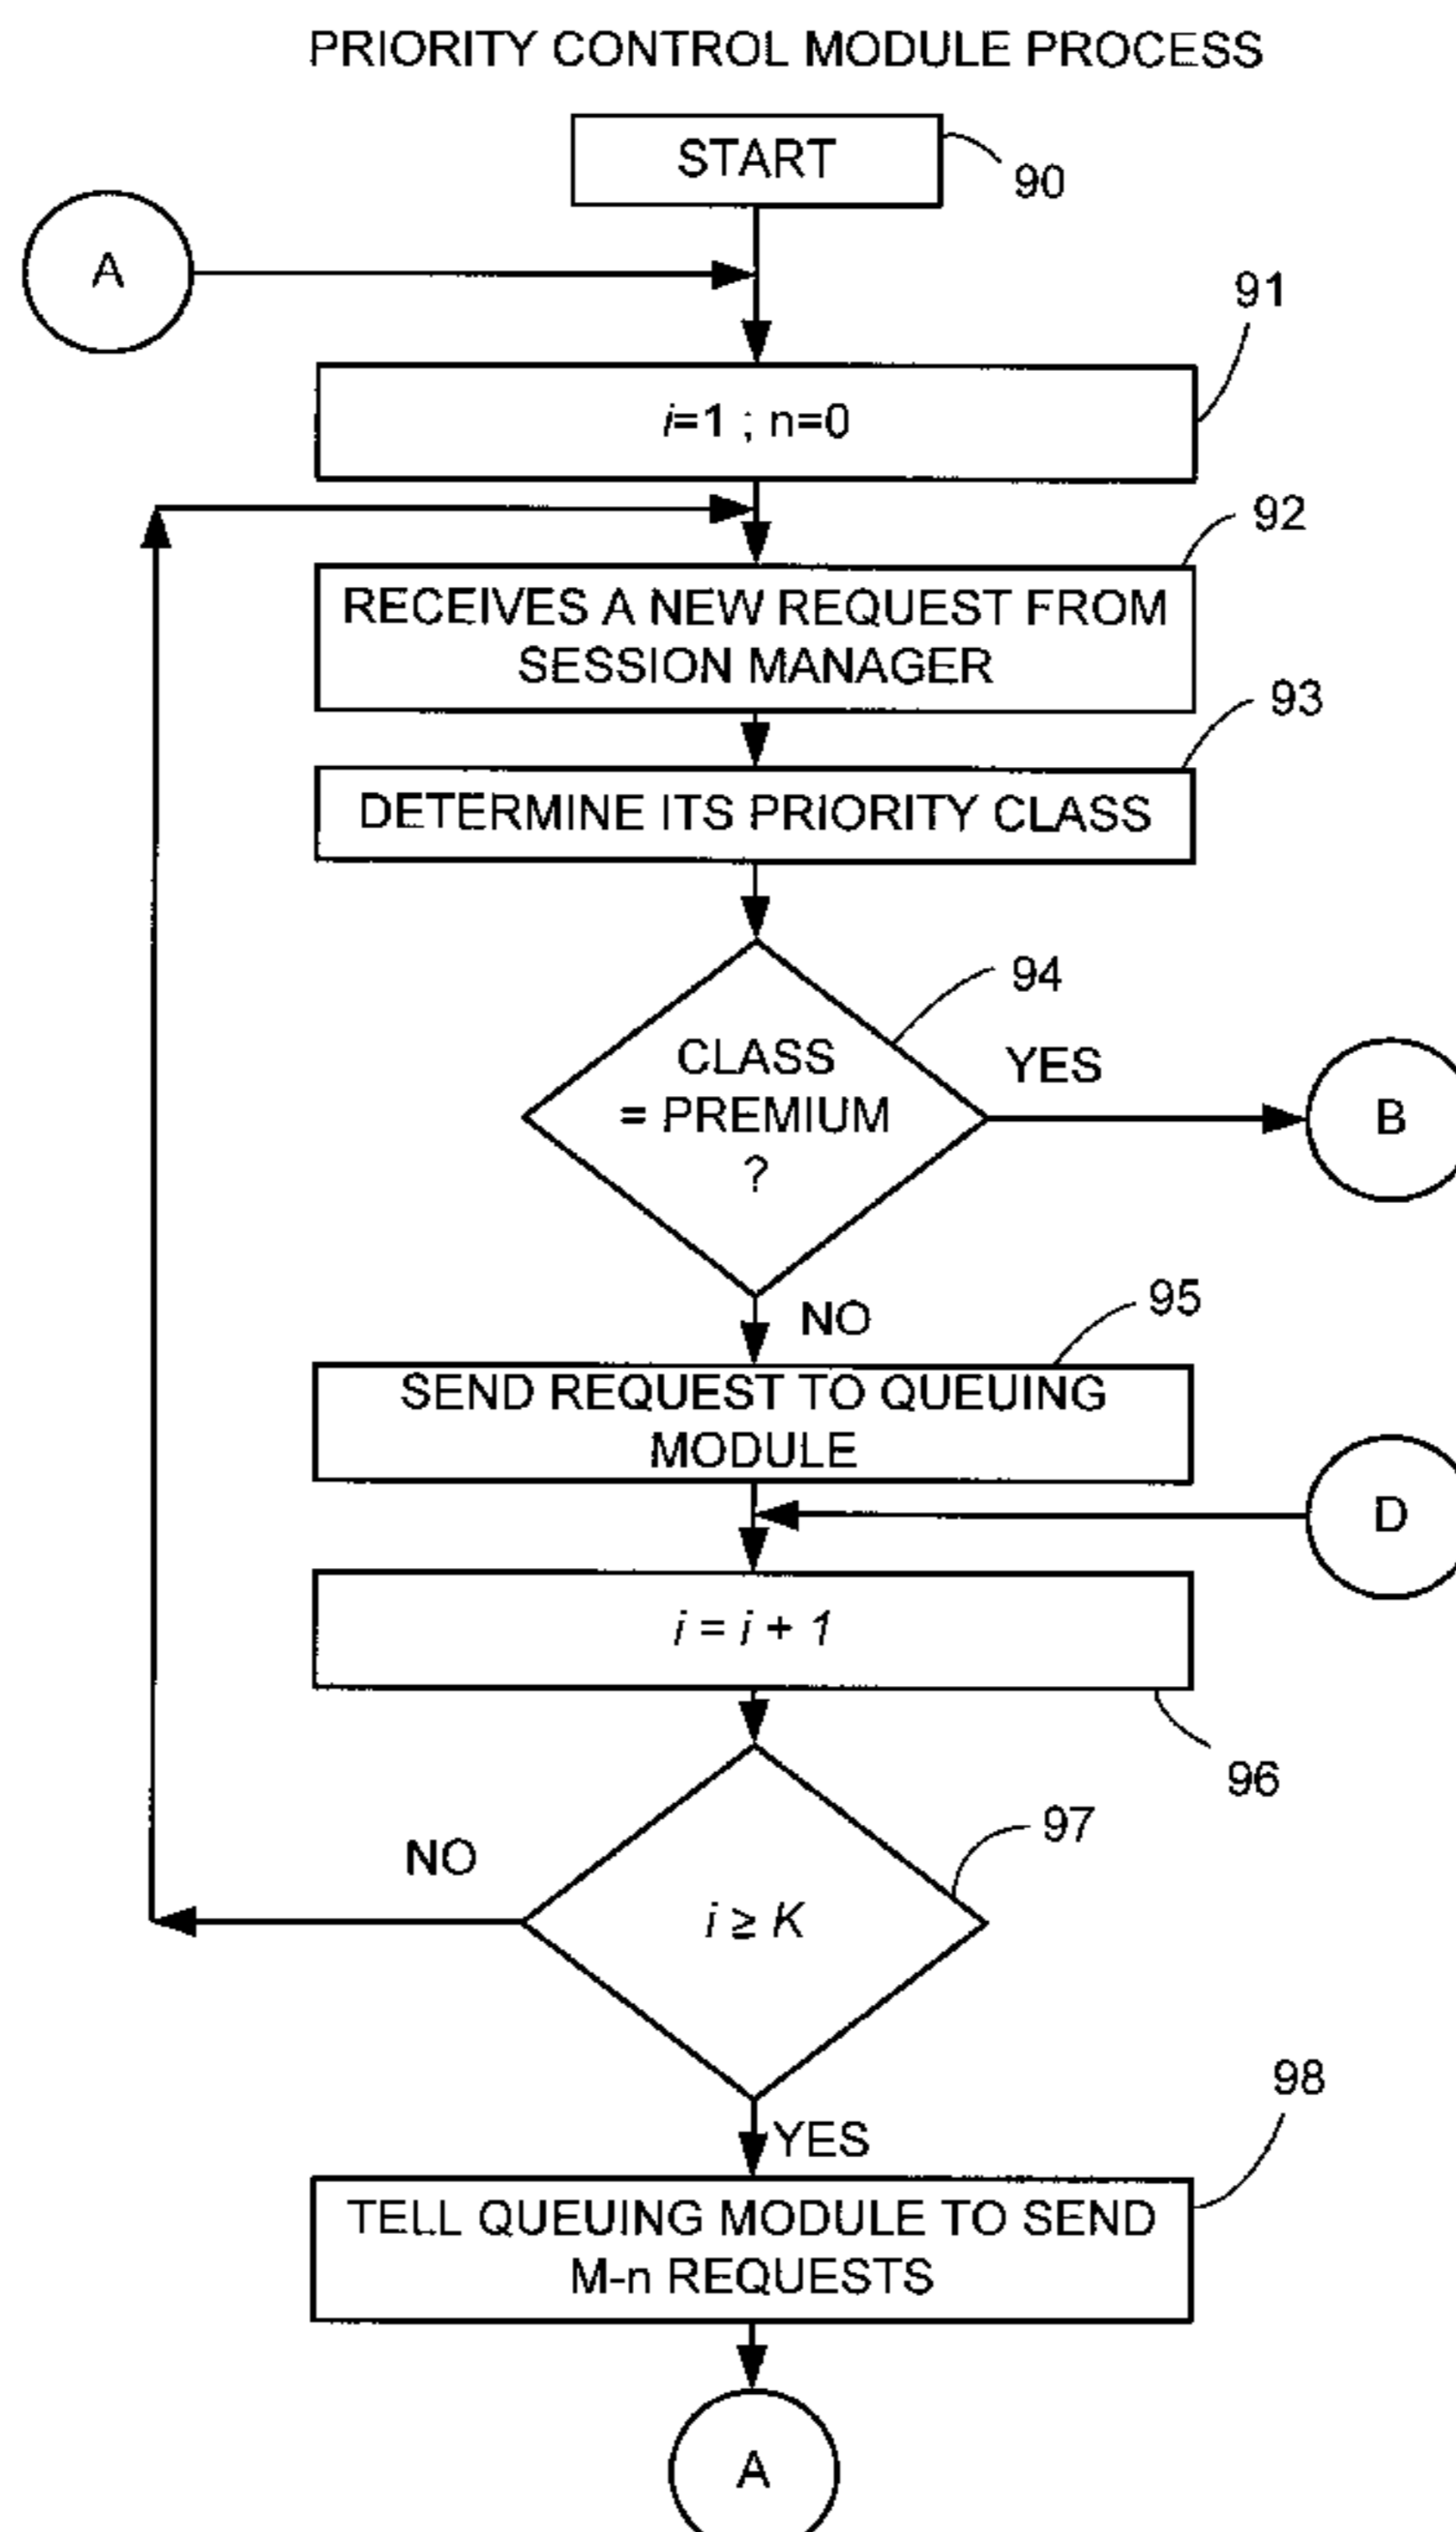 PRIORITY CONTROL MODULE PROCESS
START
90
A
91
i=1 ; n=0
92
RECEIVES A NEW REQUEST FROM
SESSION MANAGER
93
DETERMINE ITS PRIORITY CLASS
94
CLASS
= PREMIUM
?
YES
B
NO
95
SEND REQUEST TO QUEUING
MODULE
D
i = i + 1
96
97
NO
i ≥ K
98
YES
TELL QUEUING MODULE TO SEND
M-n REQUESTS
A